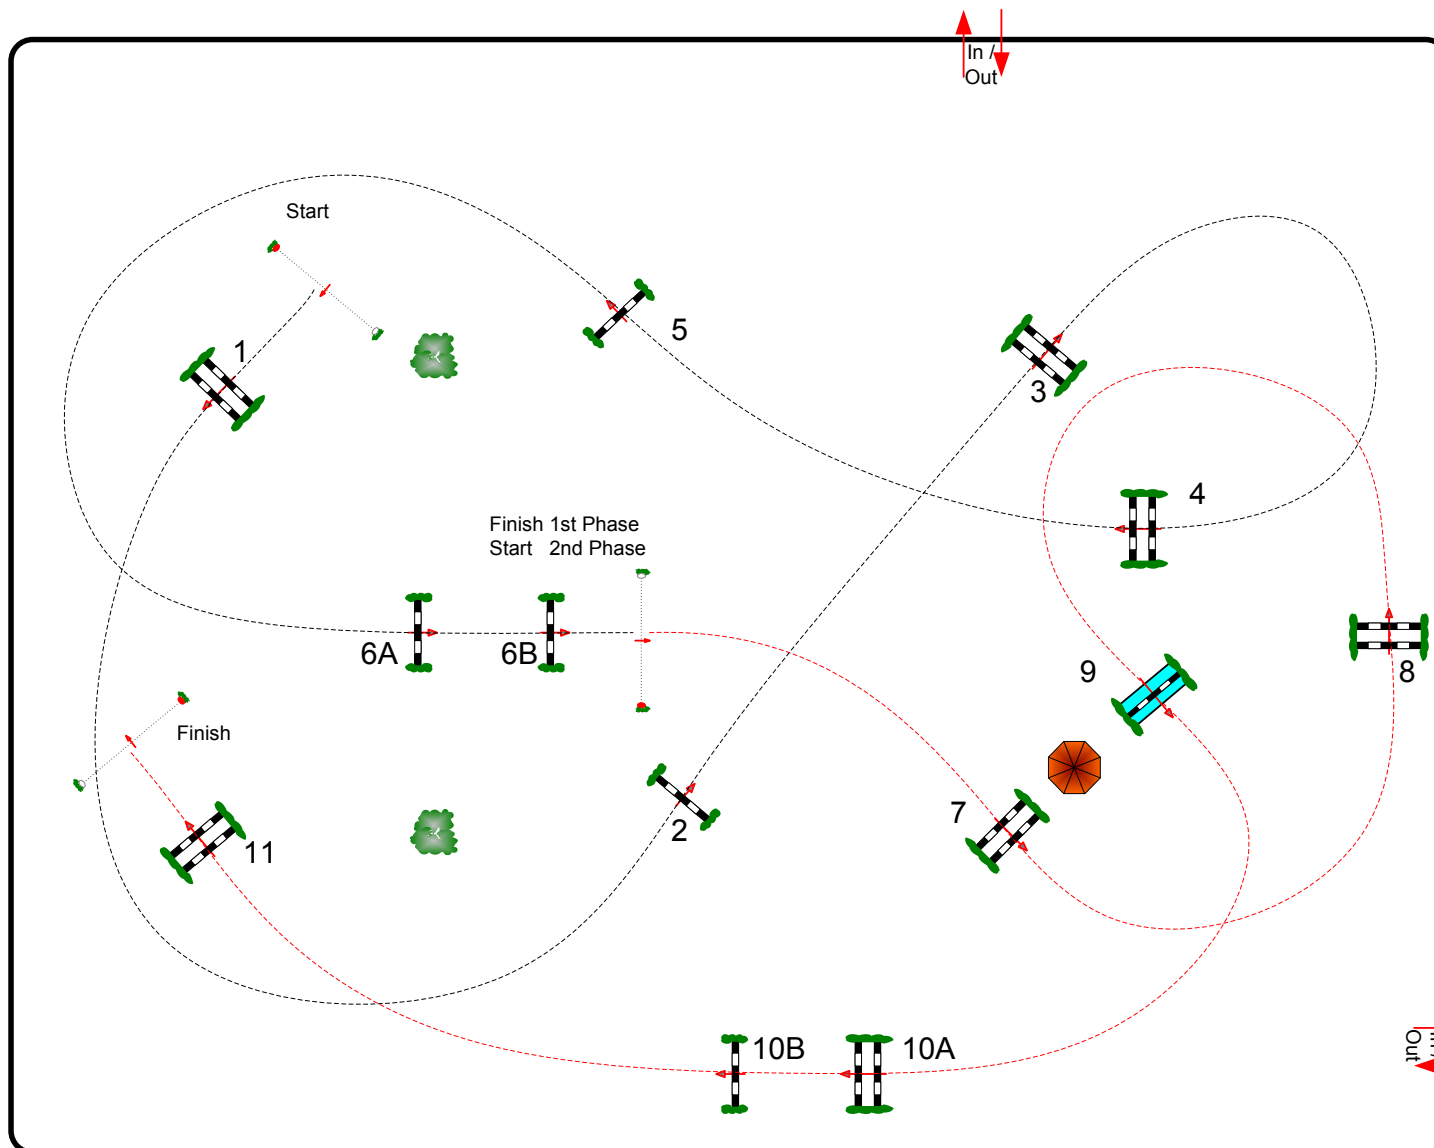 In /
Out
Start
1
5
3
4
Finish 1st Phase
Start 2nd Phase
6A
6B
9
8
Finish
7
2
11
10B
10A
Out